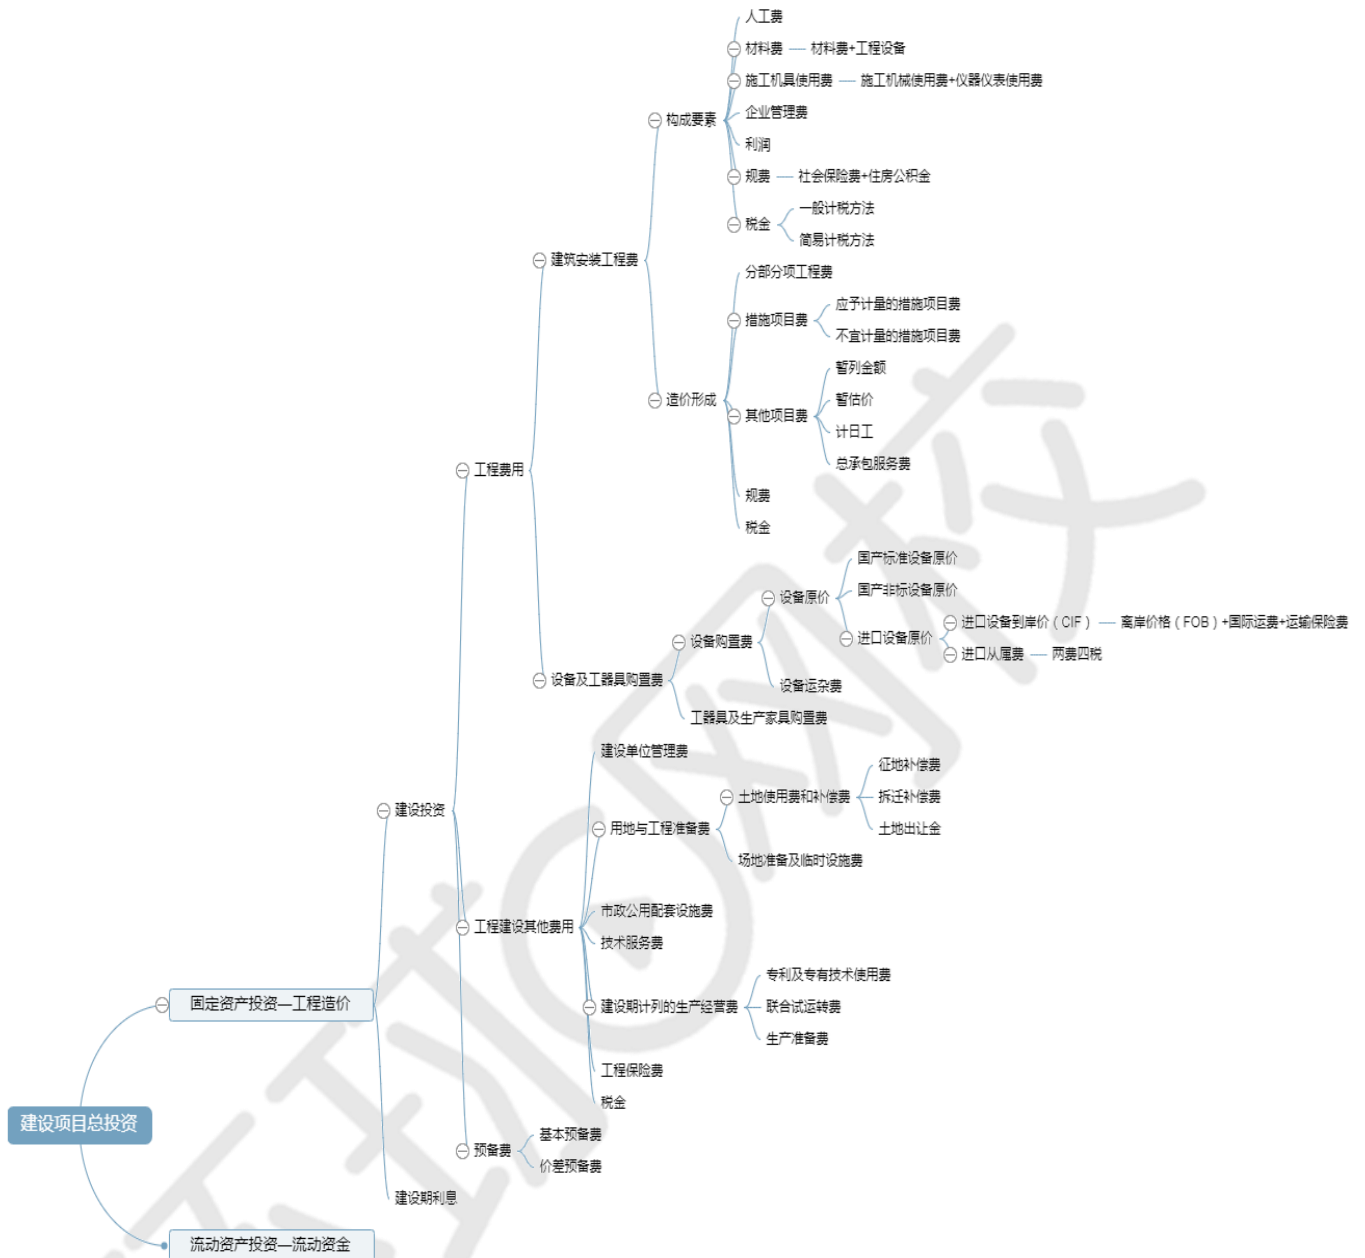 人工费
材料费 材料费+工程设备
施工机具使用费 施工机械使用费+仪器仪表使用费
构成要素 企业管理费
利润
规费 社会保险费+住房公积金
一般计税方法
税金
简易计税方法
建筑安装工程费
分部分项工程费
应予计量的措施项目费
措施项目费
不宜计量的措施项目费
暂列金额
造价形成 暂估价
其他项目费
计日工
总承包服务费
工程费用
规费
税金
国产标准设备原价
国产非标设备原价
设备原价
进口设备到岸价(CIF) 离岸价格(FOB)+国际运费+运输保险费
进口设备原价
设备购置费
进口从属费 两费四税
设备及工器具购置费
设备运杂费
工器具及生产家具购置费
建设单位管理费
征地补偿费
土地使用费和补偿费 拆迁补偿费
建设投资
用地与工程准备费 土地出让金
场地准备及临时设施费
市政公用配套设施费
工程建设其他费用
技术服务费
专利及专有技术使用费
固定资产投资—工程造价 建设期计列的生产经营费 联合试运转费
生产准备费
工程保险费
税金
建设项目总投资
基本预备费
预备费
价差预备费
建设期利息
流动资产投资—流动资金
环球网校